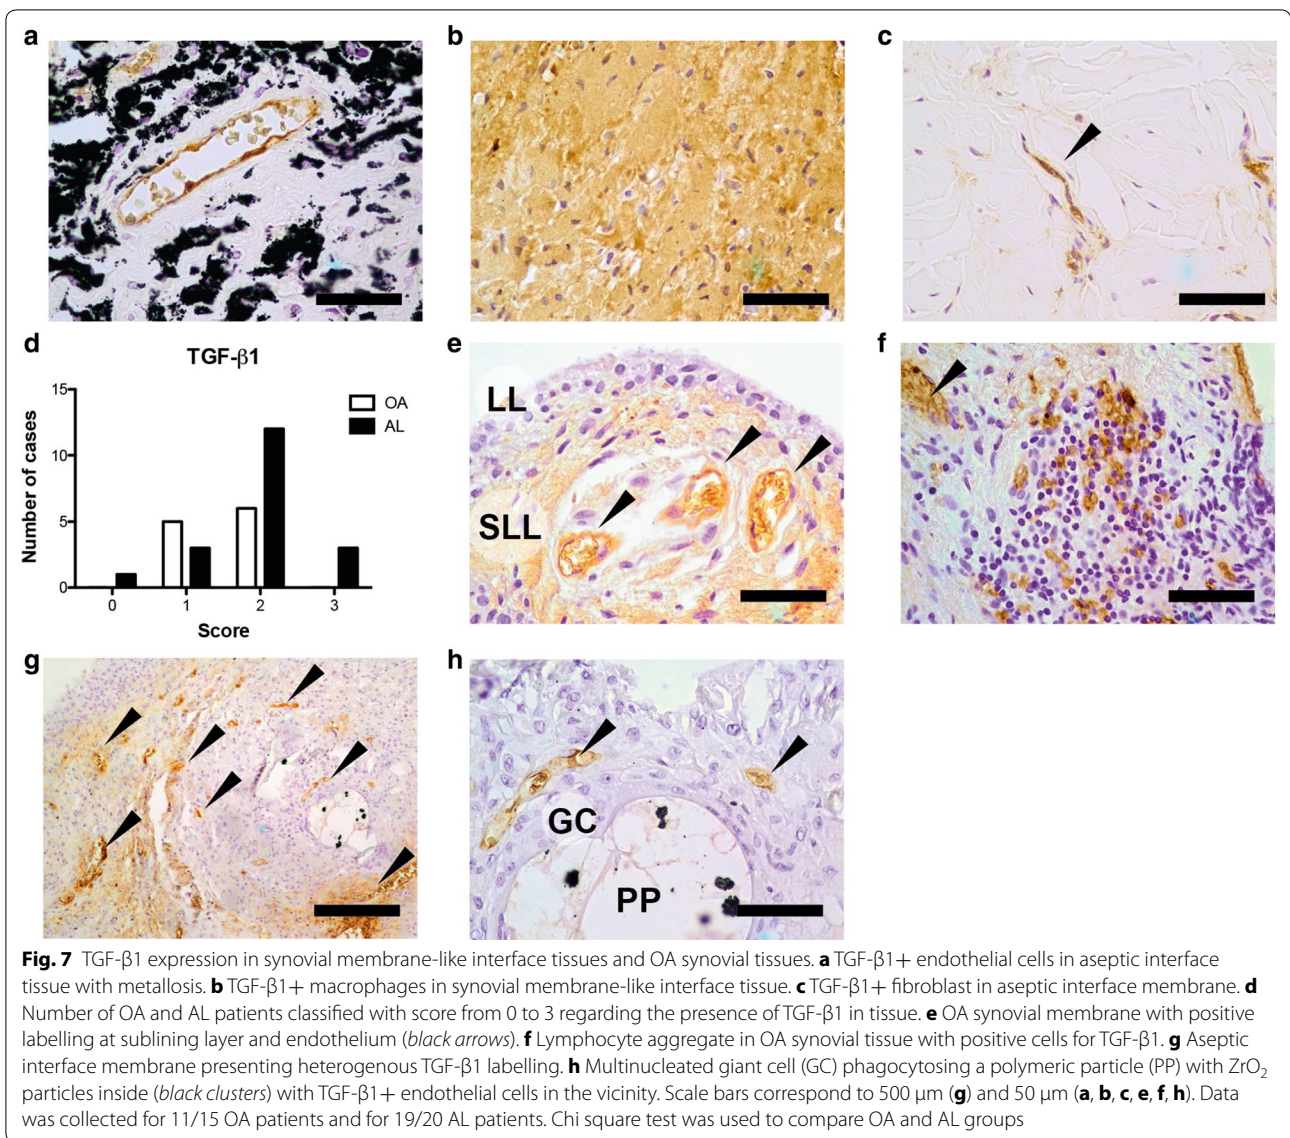 a
b
c
d
TGF-β1
15
10
5
0
Number of cases
OA
AL
0 1 2 3
Score
e
LL
SLL
f
g
h
GC
PP
Fig. 7 TGF-β1 expression in synovial membrane-like interface tissues and OA synovial tissues. a TGF-β1+ endothelial cells in aseptic interface
tissue with metallosis. b TGF-β1+ macrophages in synovial membrane-like interface tissue. c TGF-β1+ fibroblast in aseptic interface membrane. d
Number of OA and AL patients classified with score from 0 to 3 regarding the presence of TGF-β1 in tissue. e OA synovial membrane with positive
labelling at sublining layer and endothelium (black arrows). f Lymphocyte aggregate in OA synovial tissue with positive cells for TGF-β1. g Aseptic
interface membrane presenting heterogenous TGF-β1 labelling. h Multinucleated giant cell (GC) phagocytosing a polymeric particle (PP) with ZrO₂
particles inside (black clusters) with TGF-β1+ endothelial cells in the vicinity. Scale bars correspond to 500 μm (g) and 50 μm (a, b, c, e, f, h). Data
was collected for 11/15 OA patients and for 19/20 AL patients. Chi square test was used to compare OA and AL groups